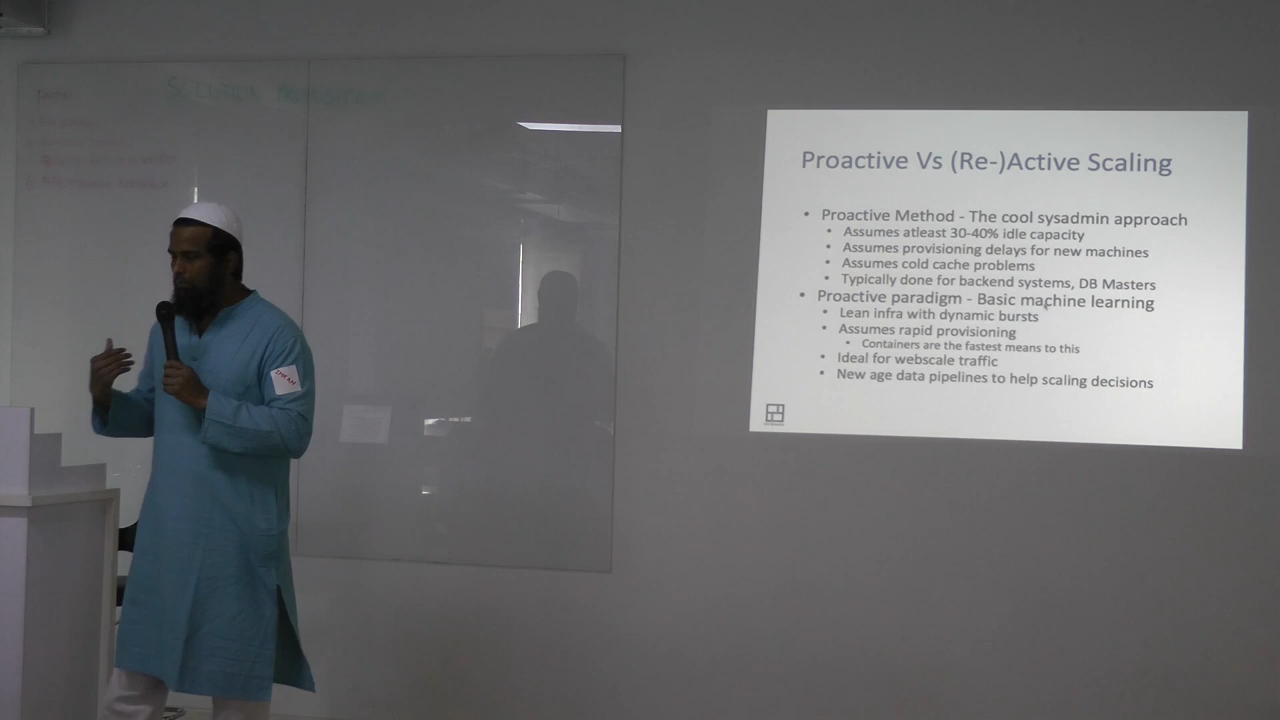 Proactive Vs (Re-)Active Scaling
• Proactive Method - The cool sysadmin approach
• Assumes atleast 30-40% idle capacity
• Assumes provisioning delays for new machines
• Assumes cold cache problems
• Typically done for backend systems, DB Masters
• Proactive paradigm - Basic machine learning
• Lean infra with dynamic bursts
• Assumes rapid provisioning
• Containers are the fastest means to this
• Ideal for webscale traffic
• New age data pipelines to help scaling decisions